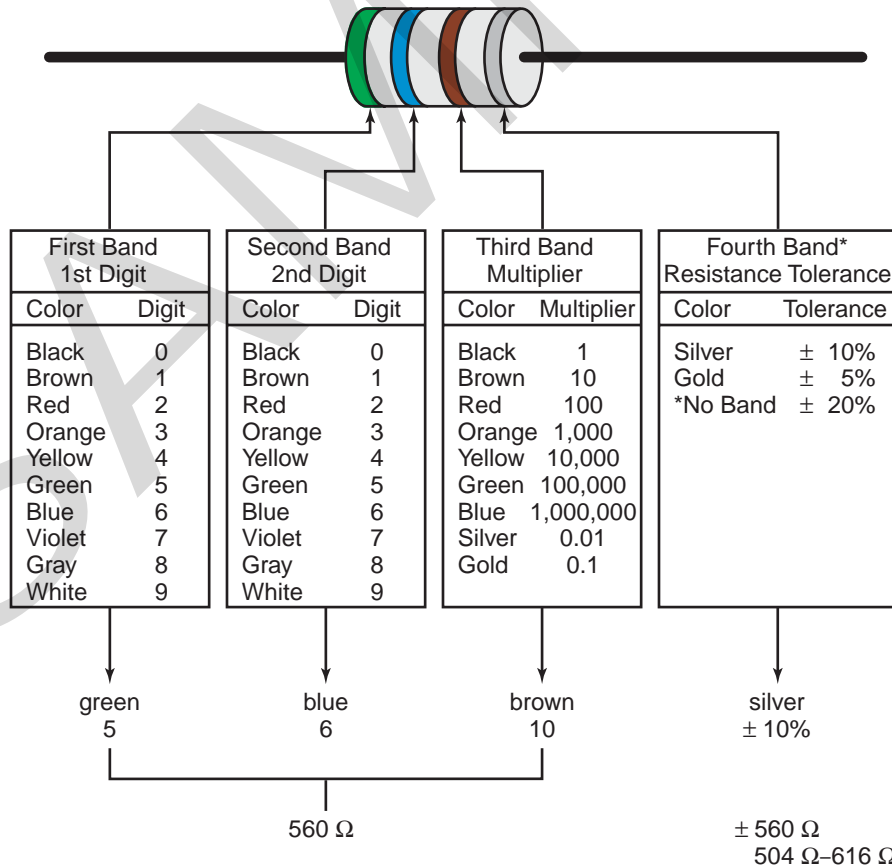 First Band
1st Digit
Color Digit
Black 0
Brown 1
Red 2
Orange 3
Yellow 4
Green 5
Blue 6
Violet 7
Gray 8
White 9
Second Band
2nd Digit
Color Digit
Black 0
Brown 1
Red 2
Orange 3
Yellow 4
Green 5
Blue 6
Violet 7
Gray 8
White 9
Third Band
Multiplier
Color Multiplier
Black 1
Brown 10
Red 100
Orange 1,000
Yellow 10,000
Green 100,000
Blue 1,000,000
Silver 0.01
Gold 0.1
Fourth Band*
Resistance Tolerance
Color Tolerance
Silver ± 10%
Gold ± 5%
*No Band ± 20%
green
5
blue
6
brown
10
silver
± 10%
560 Ω
± 560 Ω
504 Ω–616 Ω